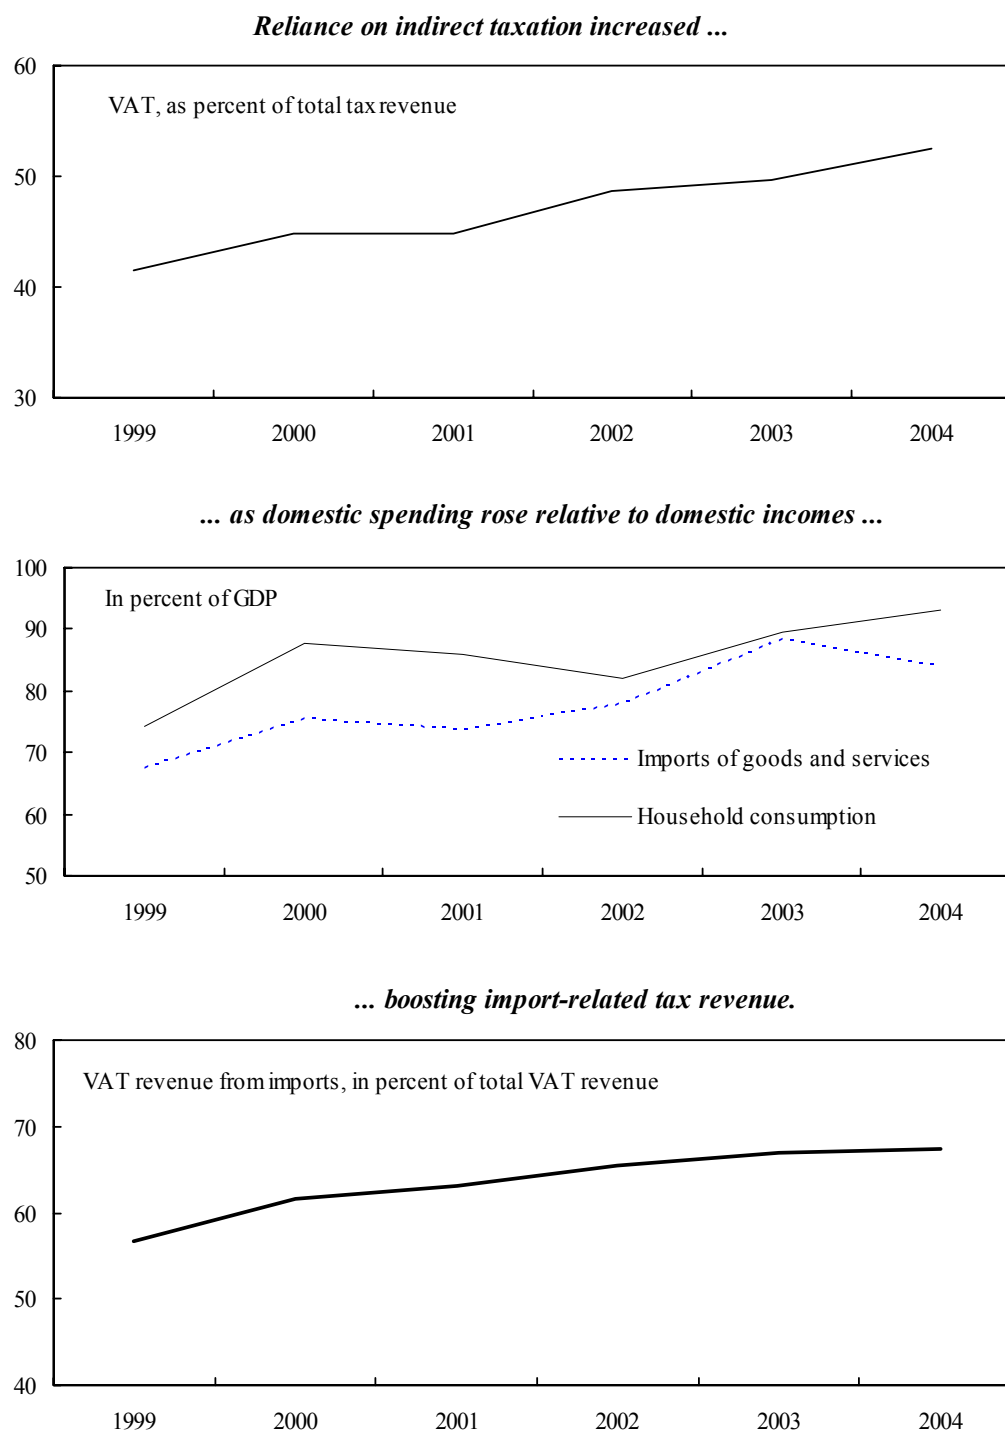 Reliance on indirect taxation increased ...
60
VAT, as percent of total tax revenue
50
40
30
1999 2000 2001 2002 2003 2004
... as domestic spending rose relative to domestic incomes ...
100
In percent of GDP
90
80
70
Imports of goods and services
60
Household consumption
50
1999 2000 2001 2002 2003 2004
... boosting import-related tax revenue.
80
VAT revenue from imports, in percent of total VAT revenue
70
60
50
40
1999 2000 2001 2002 2003 2004